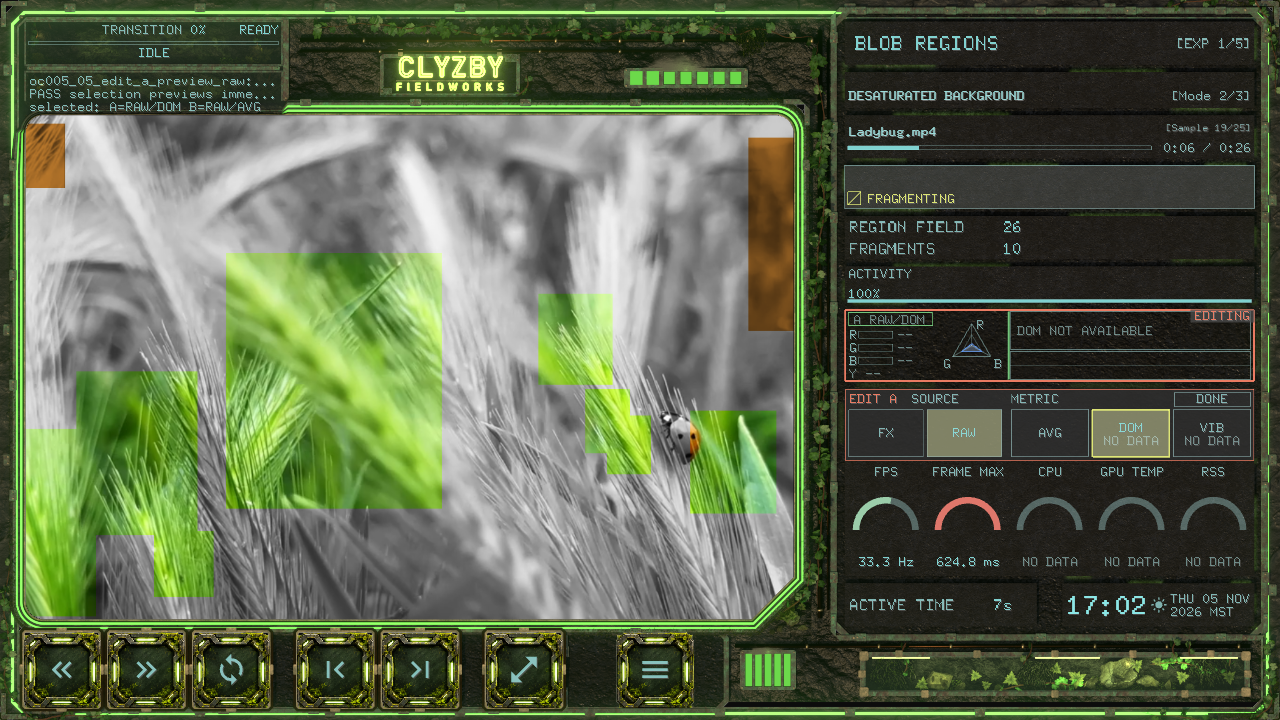 TRANSITION 0% READY
IDLE
oc005_05_edit_a_preview_raw:...
PASS selection previews imme...
selected: A=RAW/DOM B=RAW/AVG
CLYZBY
FIELDWORKS
BLOB REGIONS [EXP 1/5]
DESATURATED BACKGROUND [Mode 2/3]
Ladybug.mp4 [Sample 19/25]
0:06 / 0:26
FRAGMENTING
REGION FIELD 26
FRAGMENTS 10
ACTIVITY
100%
EDITING
A RAW/DOM
R --
G --
B --
Y --
R
G B
DOM NOT AVAILABLE
EDIT A SOURCE METRIC DONE
FX RAW AVG DOM NO DATA VIB NO DATA
FPS FRAME MAX CPU GPU TEMP RSS
33.3 Hz 624.8 ms NO DATA NO DATA NO DATA
ACTIVE TIME 7s
17:02 THU 05 NOV
2026 MST